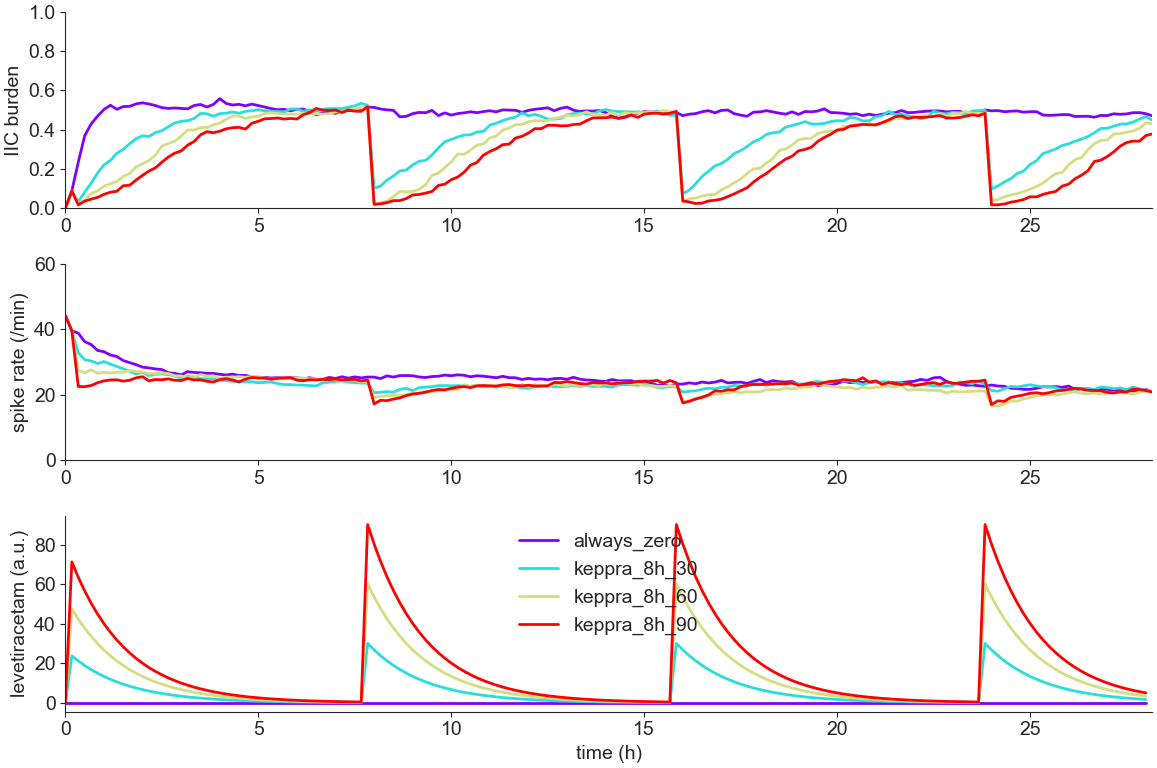 IIC burden
1.0
0.8
0.6
0.4
0.2
0.0
0 5 10 15 20 25
spike rate (/min)
60
40
20
0
0 5 10 15 20 25
levetiracetam (a.u.)
80
60
40
20
0
always_zero
keppra_8h_30
keppra_8h_60
keppra_8h_90
0 5 10 15 20 25
time (h)